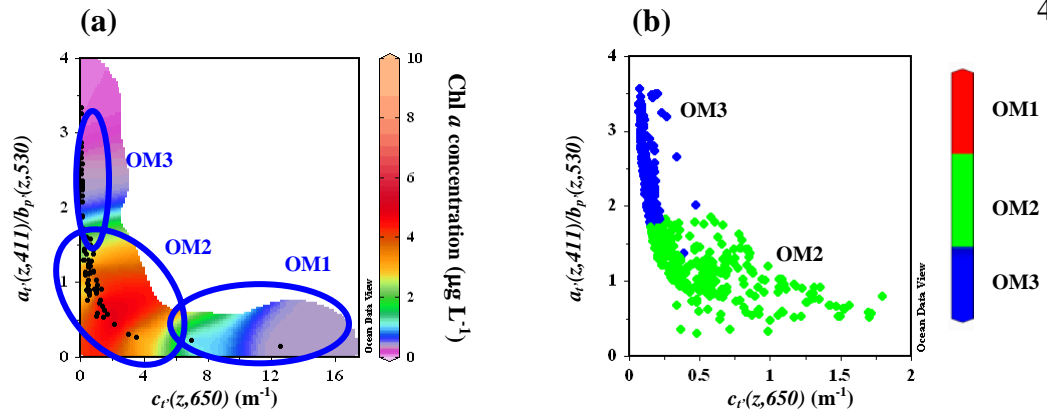 4
(a)
4
3
2
1
0
a_t'(z,411)/b_p'(z,530)
0 4 8 12 16
c_t'(z,650) (m⁻¹)
OM3
OM2
OM1
Ocean Data View
10
8
6
4
2
0
Chl a concentration (µg L⁻¹)
(b)
4
3
2
1
0
a_t'(z,411)/b_p'(z,530)
0 0.5 1 1.5 2
c_t'(z,650) (m⁻¹)
OM3
OM2
Ocean Data View
OM1
OM2
OM3